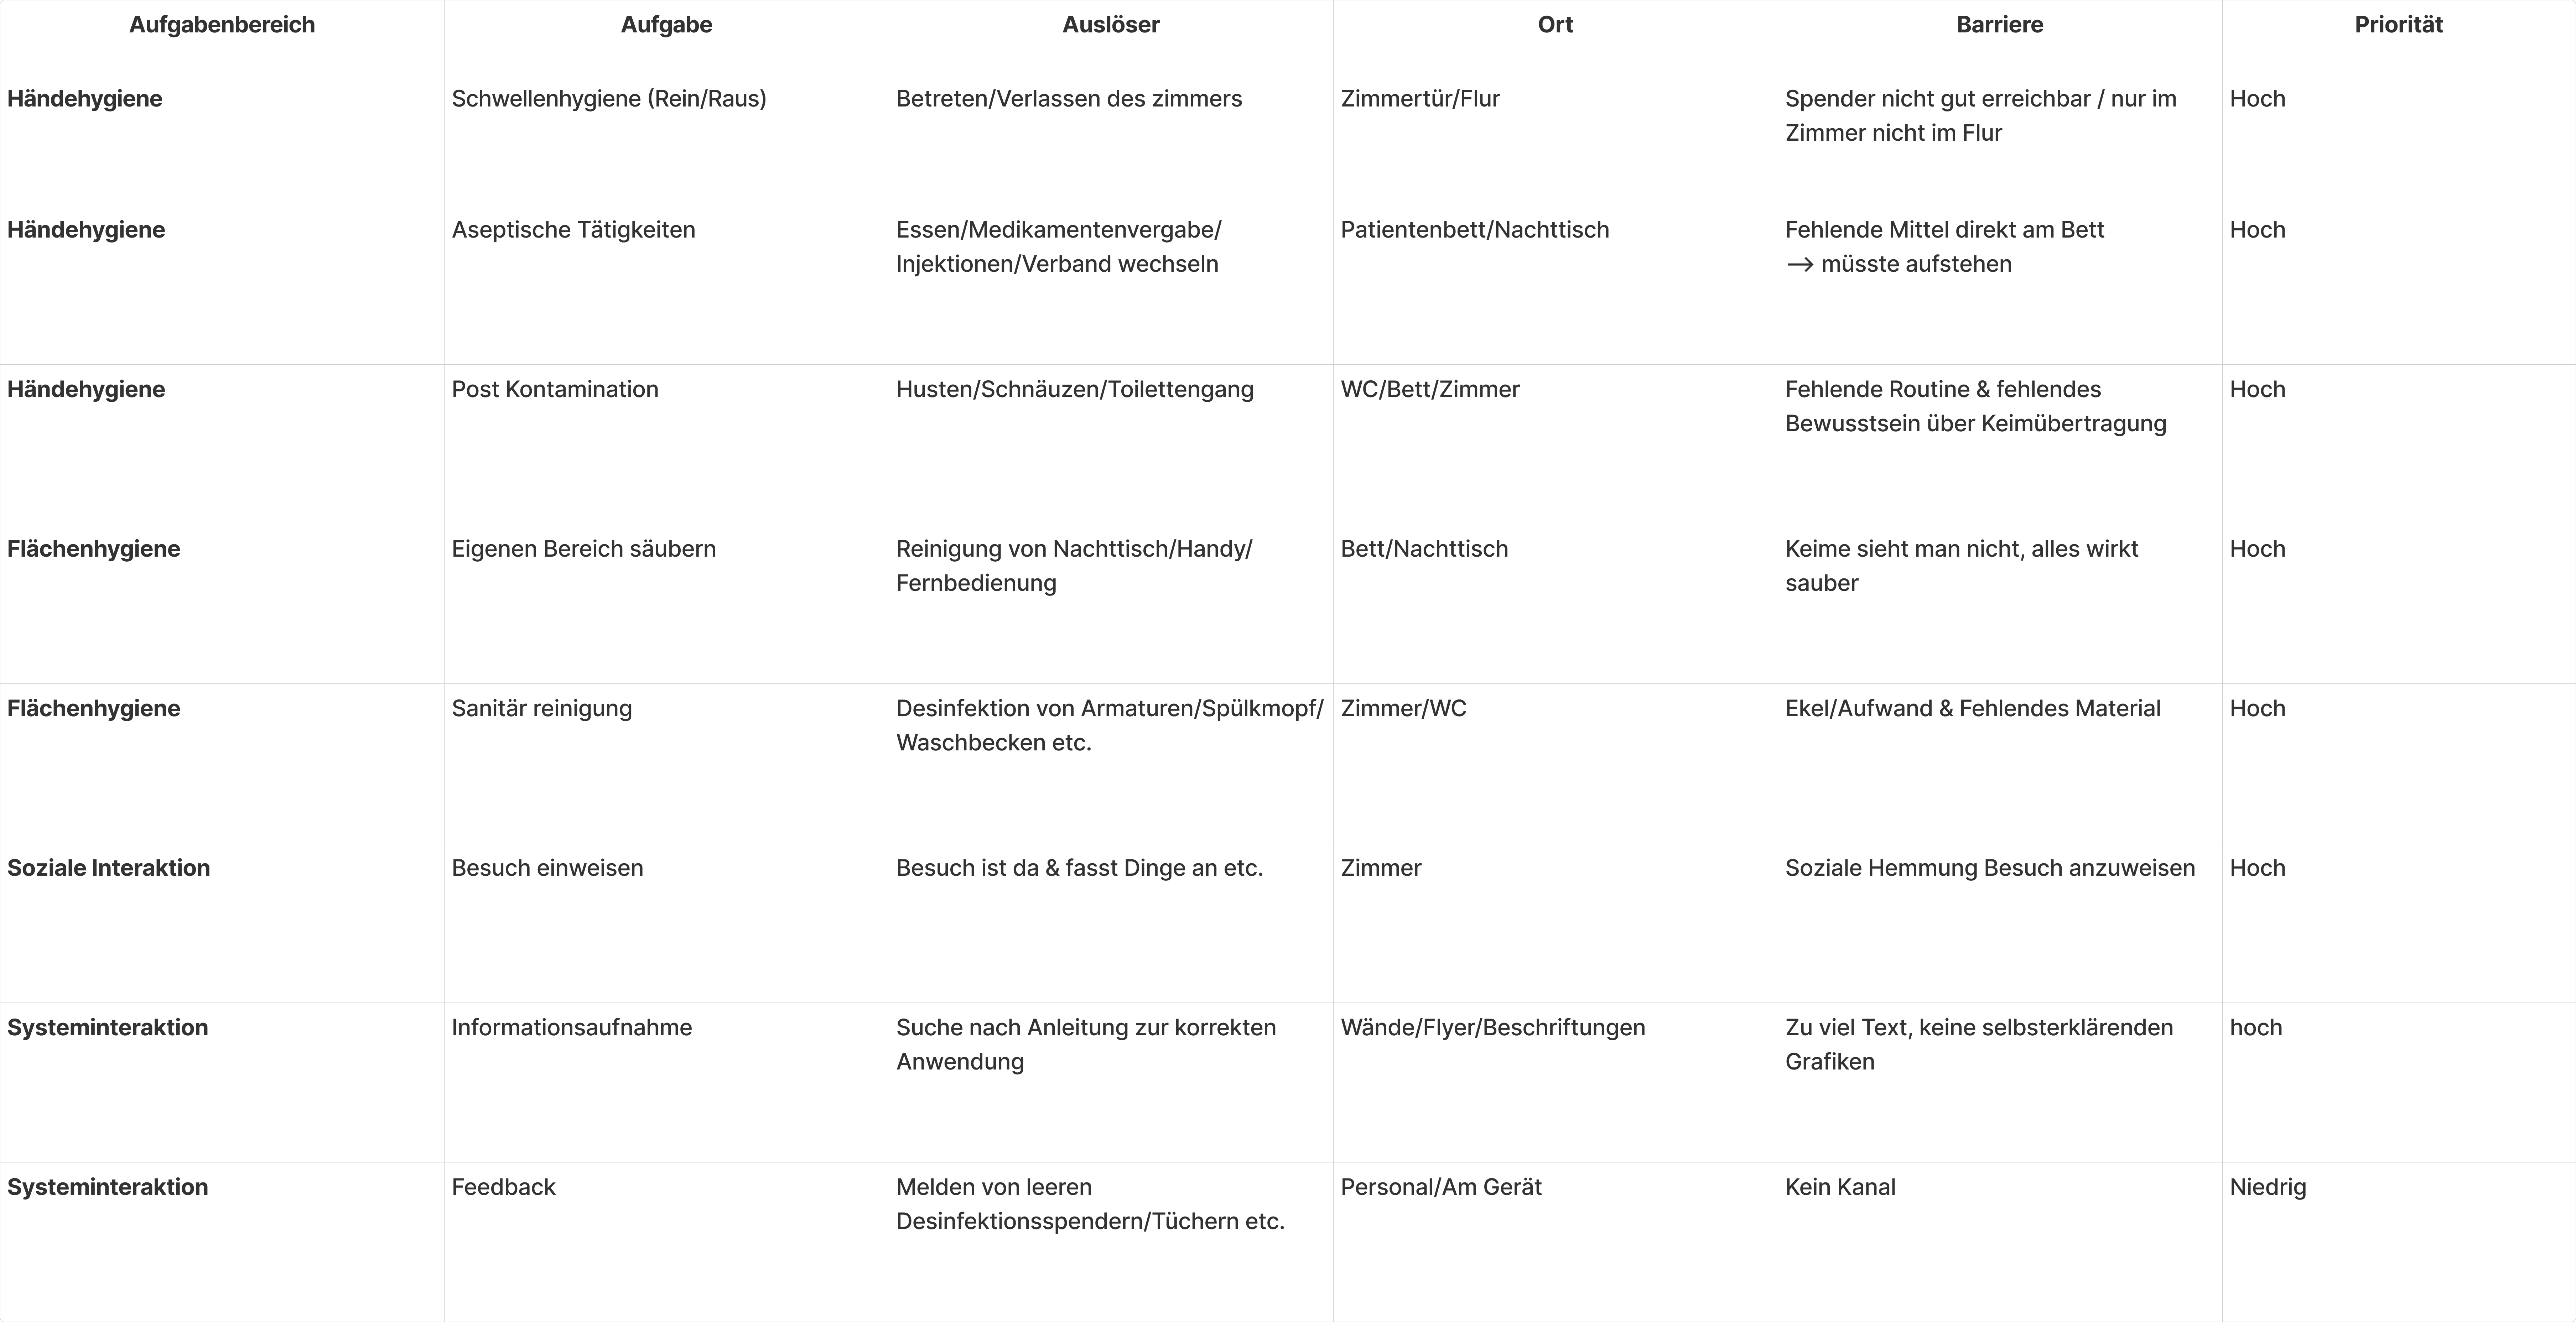 Aufgabenbereich Aufgabe Auslöser Ort Barriere Priorität
Händehygiene Schwellenhygiene (Rein/Raus) Betreten/Verlassen des zimmers Zimmertür/Flur Spender nicht gut erreichbar / nur im Hoch
Zimmer nicht im Flur
Händehygiene Aseptische Tätigkeiten Essen/Medikamentenvergabe/ Patientenbett/Nachttisch Fehlende Mittel direkt am Bett Hoch
Injektionen/Verband wechseln —> müsste aufstehen
Händehygiene Post Kontamination Husten/Schnäuzen/Toilettengang WC/Bett/Zimmer Fehlende Routine & fehlendes Hoch
Bewusstsein über Keimübertragung
Flächenhygiene Eigenen Bereich säubern Reinigung von Nachttisch/Handy/ Bett/Nachttisch Keime sieht man nicht, alles wirkt Hoch
Fernbedienung sauber
Flächenhygiene Sanitär reinigung Desinfektion von Armaturen/Spülkmopf/ Zimmer/WC Ekel/Aufwand & Fehlendes Material Hoch
Waschbecken etc.
Soziale Interaktion Besuch einweisen Besuch ist da & fasst Dinge an etc. Zimmer Soziale Hemmung Besuch anzuweisen Hoch
Systeminteraktion Informationsaufnahme Suche nach Anleitung zur korrekten Wände/Flyer/Beschriftungen Zu viel Text, keine selbsterklärenden hoch
Anwendung Grafiken
Systeminteraktion Feedback Melden von leeren Personal/Am Gerät Kein Kanal Niedrig
Desinfektionsspendern/Tüchern etc.